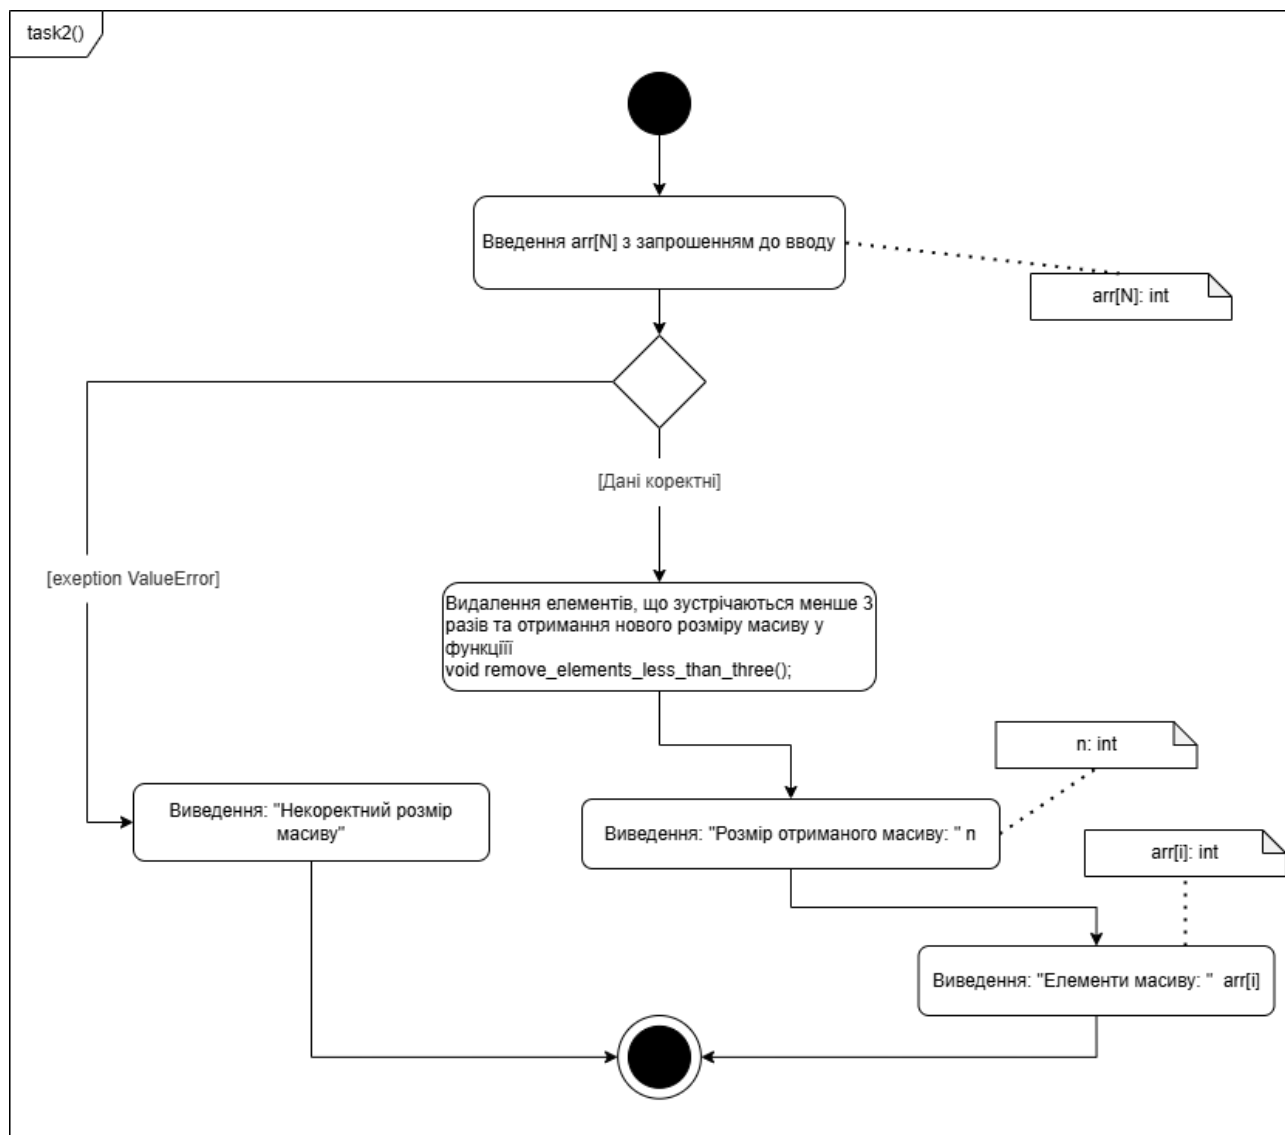 task2()
Введення arr[N] з запрошенням до вводу
arr[N]: int
[Дані коректні]
[exeption ValueError]
Видалення елементів, що зустрічаються менше 3
разів та отримання нового розміру масиву у
функціїї
void remove_elements_less_than_three();
n: int
Виведення: "Некоректний розмір
масиву"
Виведення: "Розмір отриманого масиву: " n
arr[i]: int
Виведення: "Елементи масиву: " arr[i]